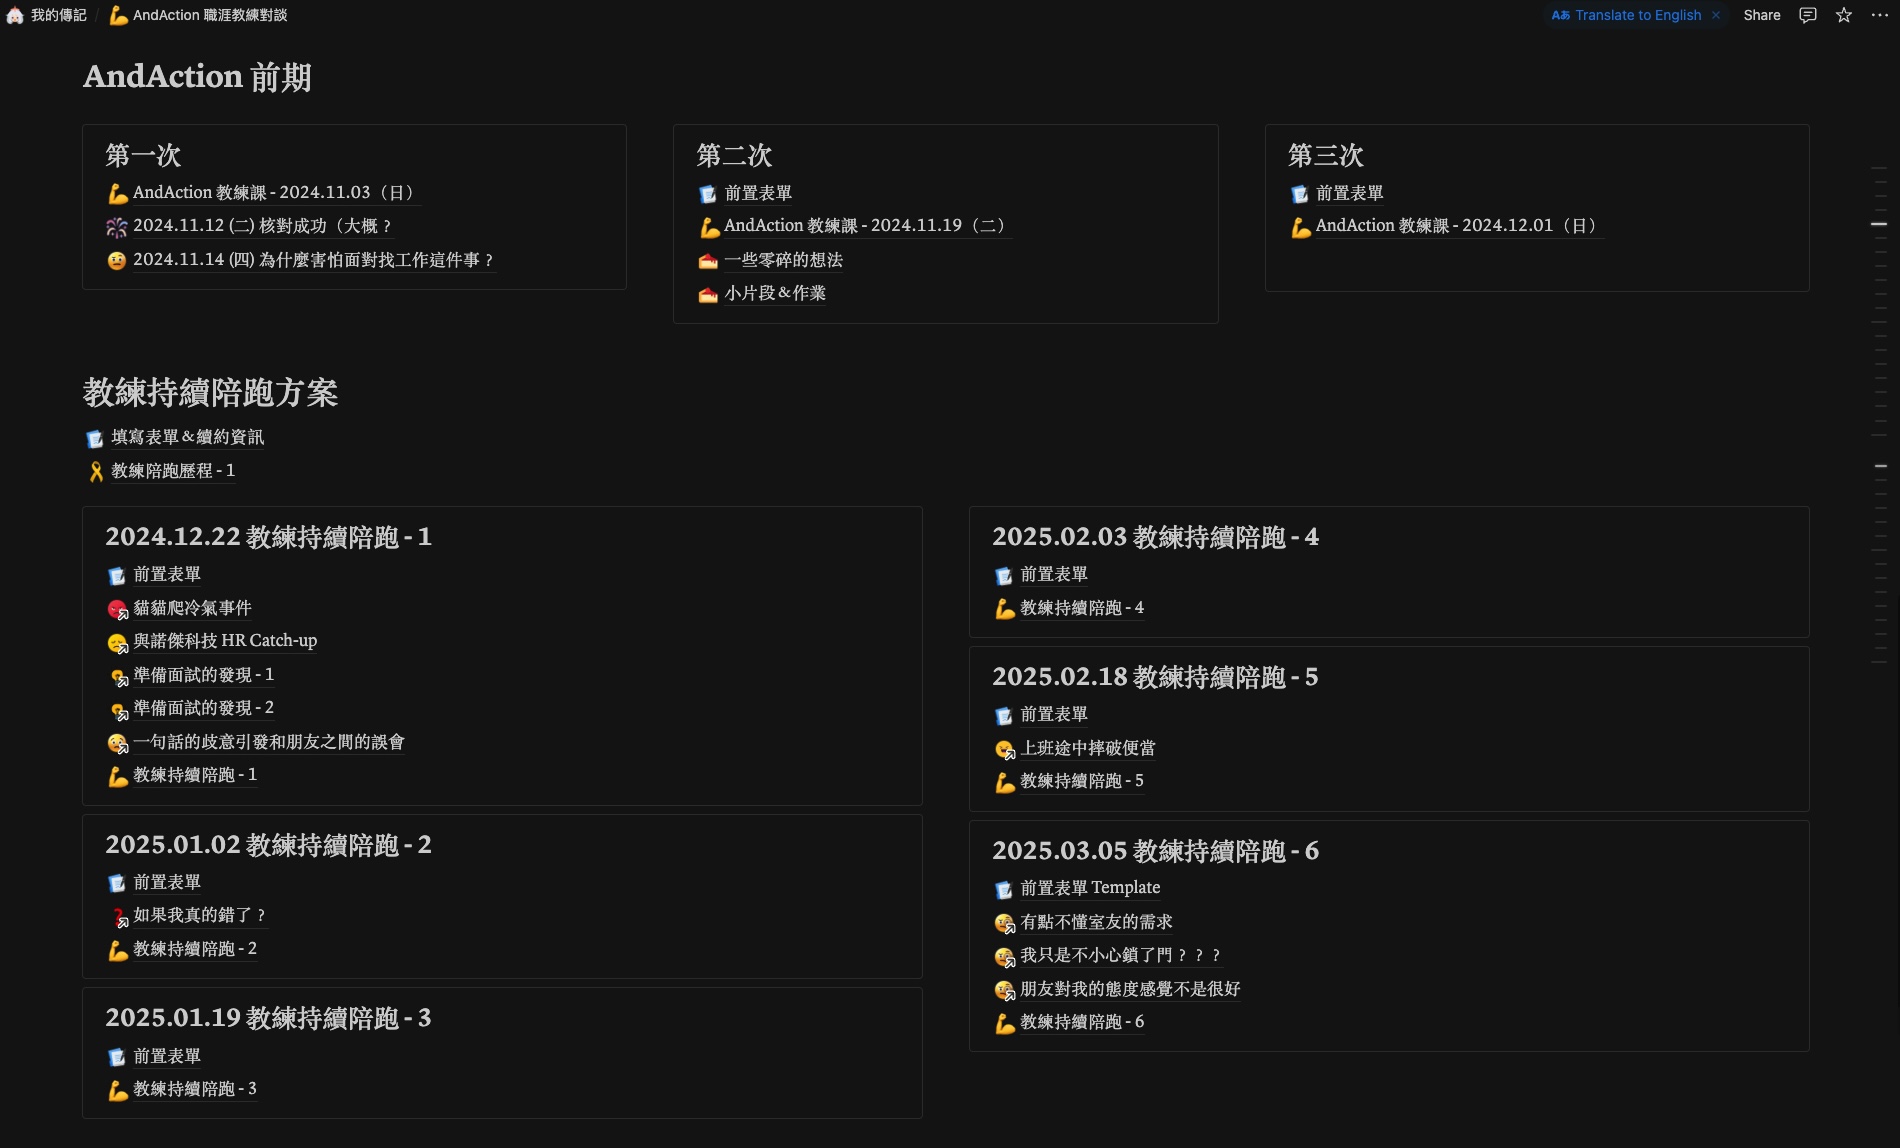 我的傳記 / AndAction 職涯教練對談
Translate to English
Share
AndAction 前期
第一次
AndAction 教練課 - 2024.11.03（日）
2024.11.12 (二) 核對成功（大概？
2024.11.14 (四) 為什麼害怕面對找工作這件事？
第二次
前置表單
AndAction 教練課 - 2024.11.19（二）
一些零碎的想法
小片段＆作業
第三次
前置表單
AndAction 教練課 - 2024.12.01（日）
教練持續陪跑方案
填寫表單＆續約資訊
教練陪跑歷程 - 1
2024.12.22 教練持續陪跑 - 1
前置表單
貓貓爬冷氣事件
與諾傑科技 HR Catch-up
準備面試的發現 - 1
準備面試的發現 - 2
一句話的歧意引發和朋友之間的誤會
教練持續陪跑 - 1
2025.01.02 教練持續陪跑 - 2
前置表單
如果我真的錯了？
教練持續陪跑 - 2
2025.01.19 教練持續陪跑 - 3
前置表單
教練持續陪跑 - 3
2025.02.03 教練持續陪跑 - 4
前置表單
教練持續陪跑 - 4
2025.02.18 教練持續陪跑 - 5
前置表單
上班途中摔破便當
教練持續陪跑 - 5
2025.03.05 教練持續陪跑 - 6
前置表單 Template
有點不懂室友的需求
我只是不小心鎖了門？？？
朋友對我的態度感覺不是很好
教練持續陪跑 - 6